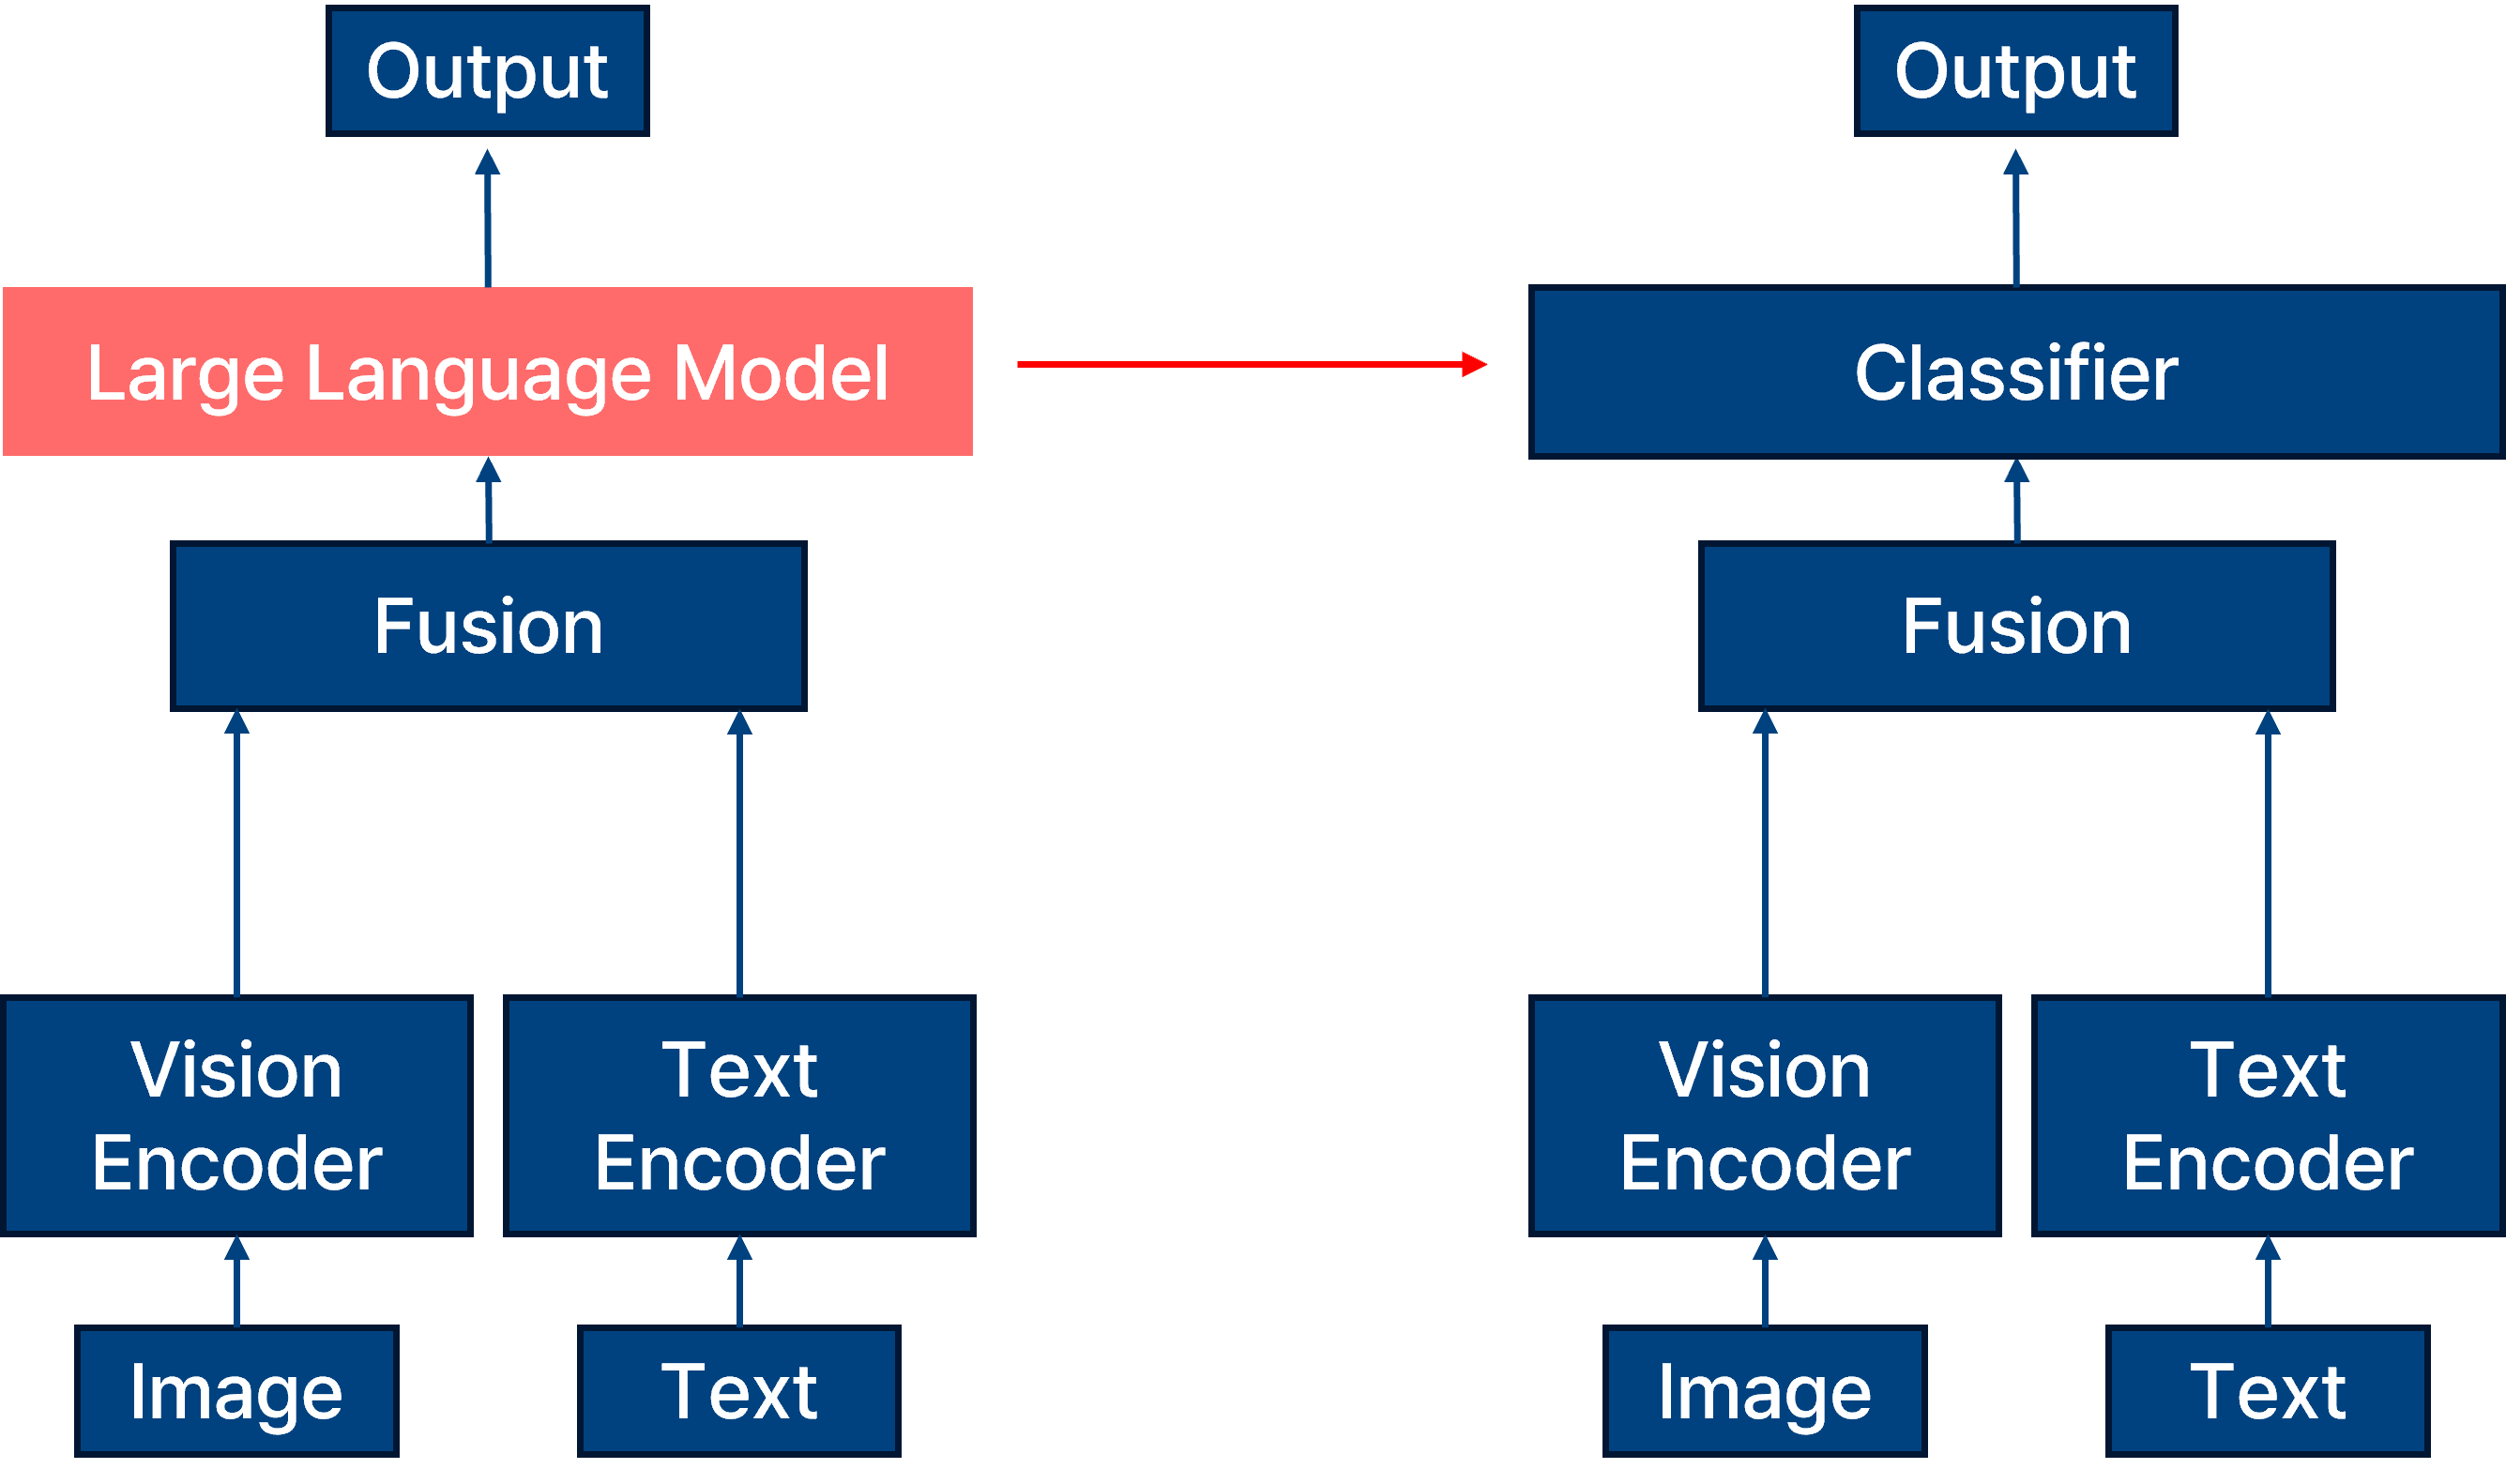 Output
Large Language Model
Fusion
Vision
Encoder
Text
Encoder
Image
Text
Output
Classifier
Fusion
Vision
Encoder
Text
Encoder
Image
Text